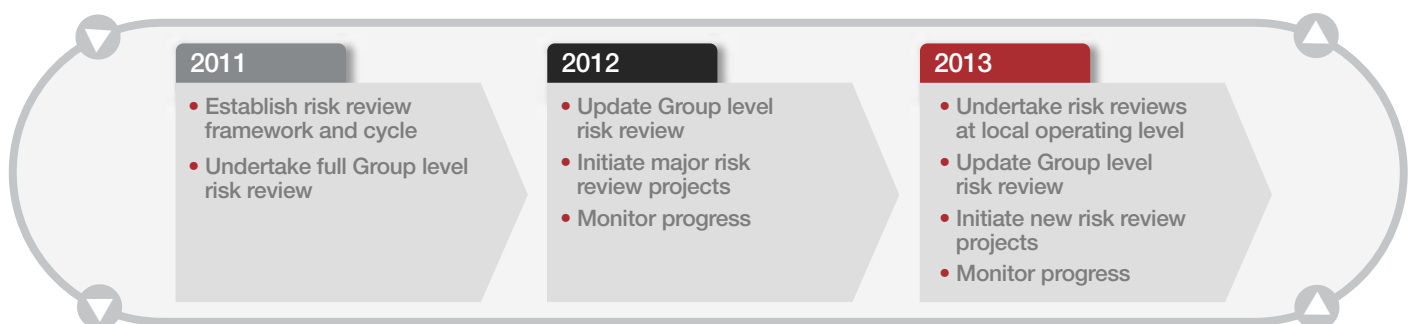 2011
• Establish risk review
framework and cycle
• Undertake full Group level
risk review
2012
• Update Group level
risk review
• Initiate major risk
review projects
• Monitor progress
2013
• Undertake risk reviews
at local operating level
• Update Group level
risk review
• Initiate new risk review
projects
• Monitor progress